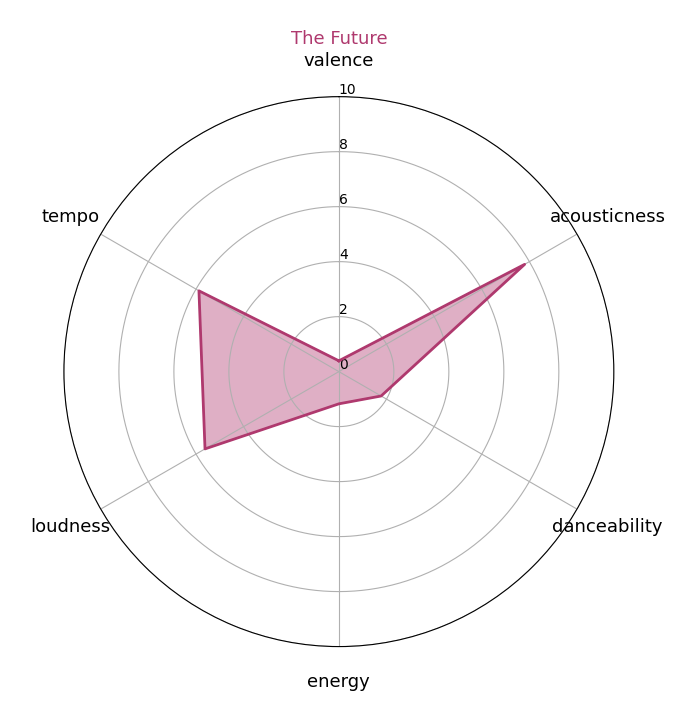 The Future
valence
10
8
6
4
2
0
tempo
acousticness
loudness
danceability
energy